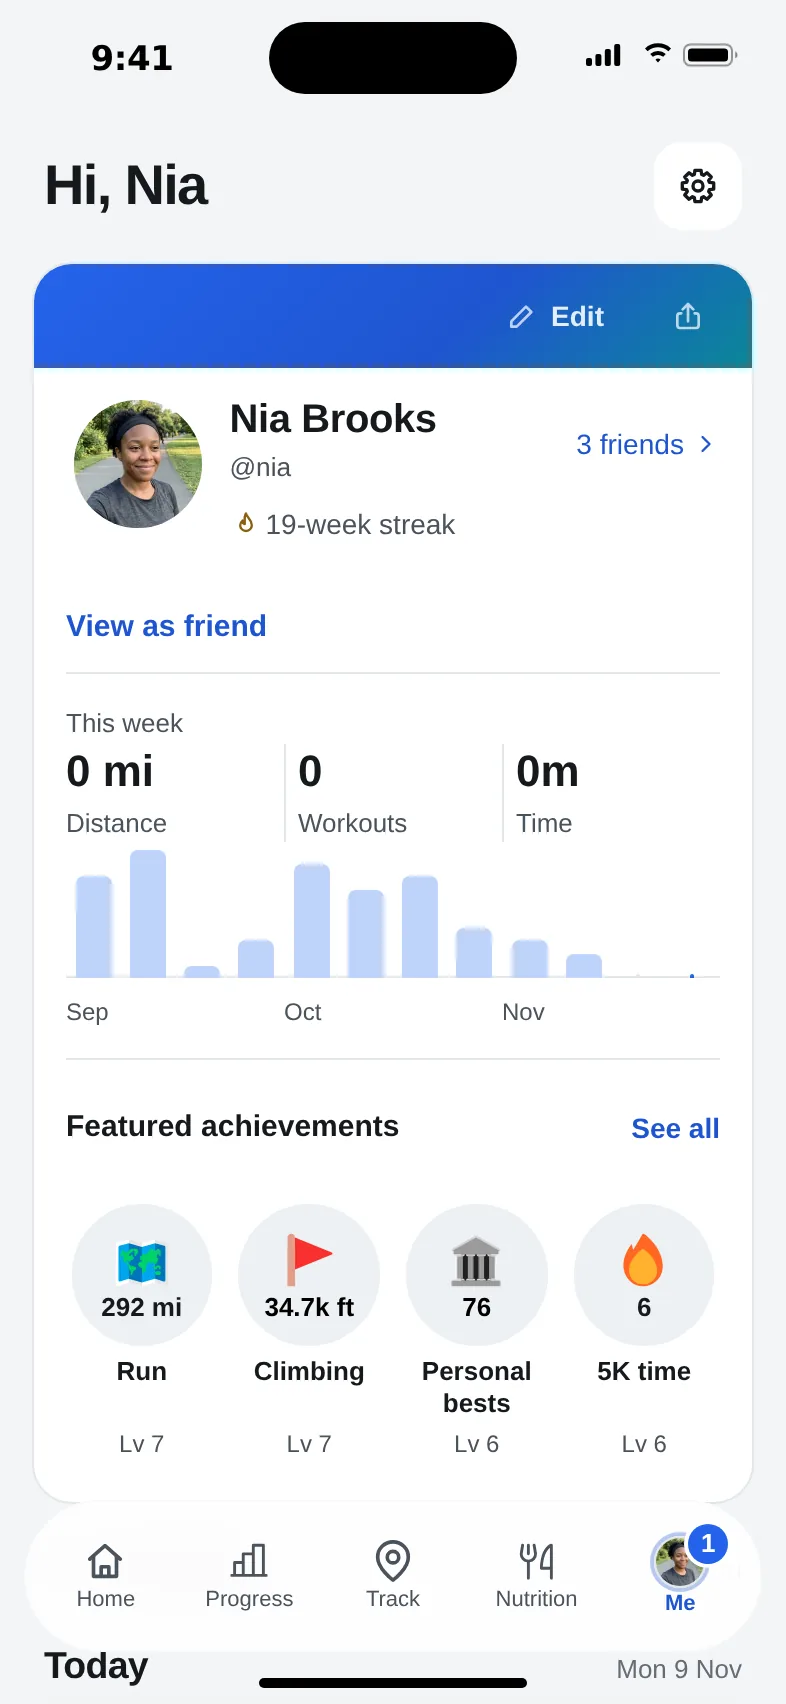 9:41
Hi, Nia
Edit
Nia Brooks
@nia
3 friends
19-week streak
View as friend
This week
0 mi
0
0m
Distance
Workouts
Time
Sep
Oct
Nov
Featured achievements
See all
292 mi
34.7k ft
76
6
Run
Climbing
Personal
bests
5K time
Lv 7
Lv 7
Lv 6
Lv 6
1
Home
Progress
Track
Nutrition
Me
Today
Mon 9 Nov